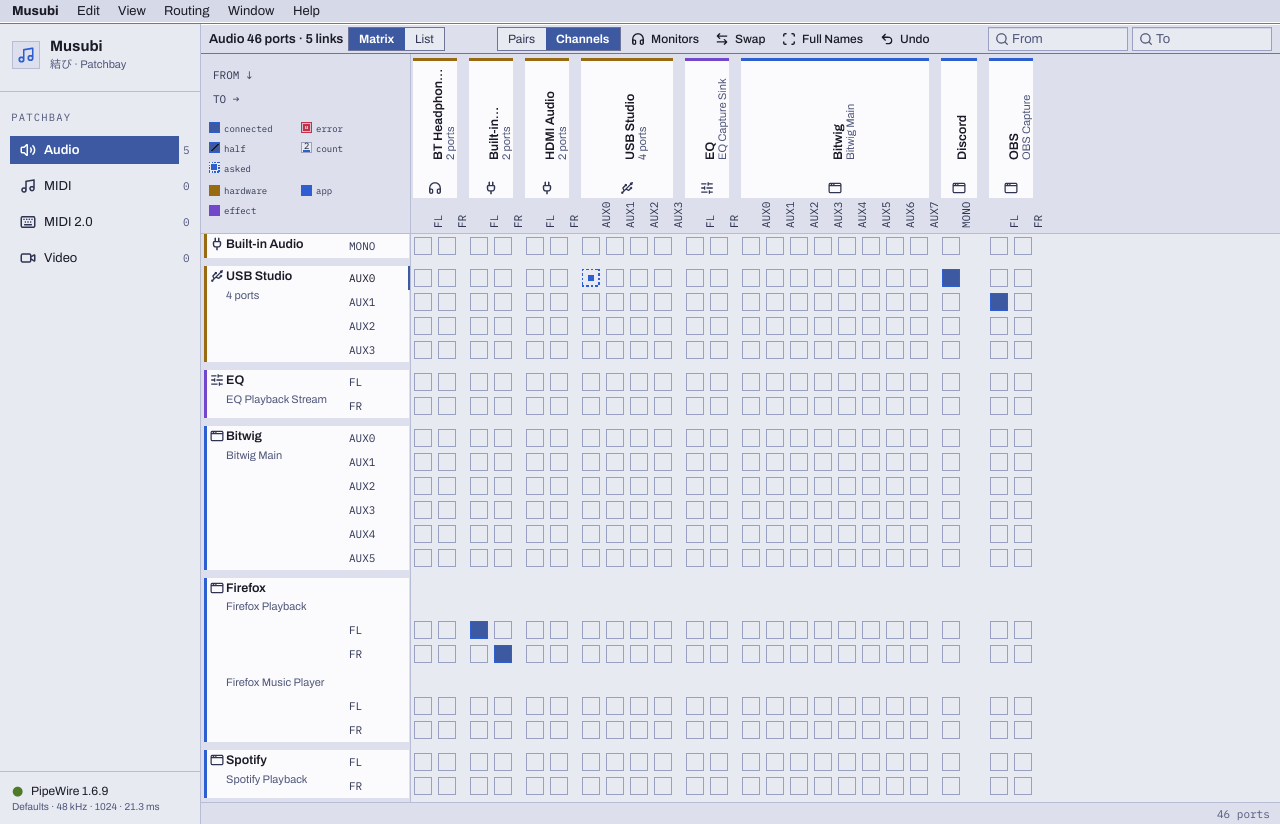 Musubi Edit View Routing Window Help
Musubi
結び · Patchbay
PATCHBAY
Audio 5
MIDI 0
MIDI 2.0 0
Video 0
PipeWire 1.6.9
Defaults · 48 kHz · 1024 · 21.3 ms
Audio 46 ports · 5 links Matrix List Pairs Channels Monitors Swap Full Names Undo From To
FROM ↓
TO →
connected error
half 2 count
asked
hardware app
effect
BT Headphon...
2 ports
Built-in...
2 ports
HDMI Audio
2 ports
USB Studio
4 ports
EQ
EQ Capture Sink
Bitwig
Bitwig Main
Discord
OBS
OBS Capture
FL FR FL FR FL FR AUX0 AUX1 AUX2 AUX3 FL FR AUX0 AUX1 AUX2 AUX3 AUX4 AUX5 AUX6 AUX7 MONO FL FR
Built-in Audio MONO
USB Studio AUX0
4 ports
AUX1
AUX2
AUX3
EQ FL
EQ Playback Stream
FR
Bitwig AUX0
Bitwig Main
AUX1
AUX2
AUX3
AUX4
AUX5
Firefox
Firefox Playback
FL
FR
Firefox Music Player
FL
FR
Spotify FL
Spotify Playback
FR
46 ports